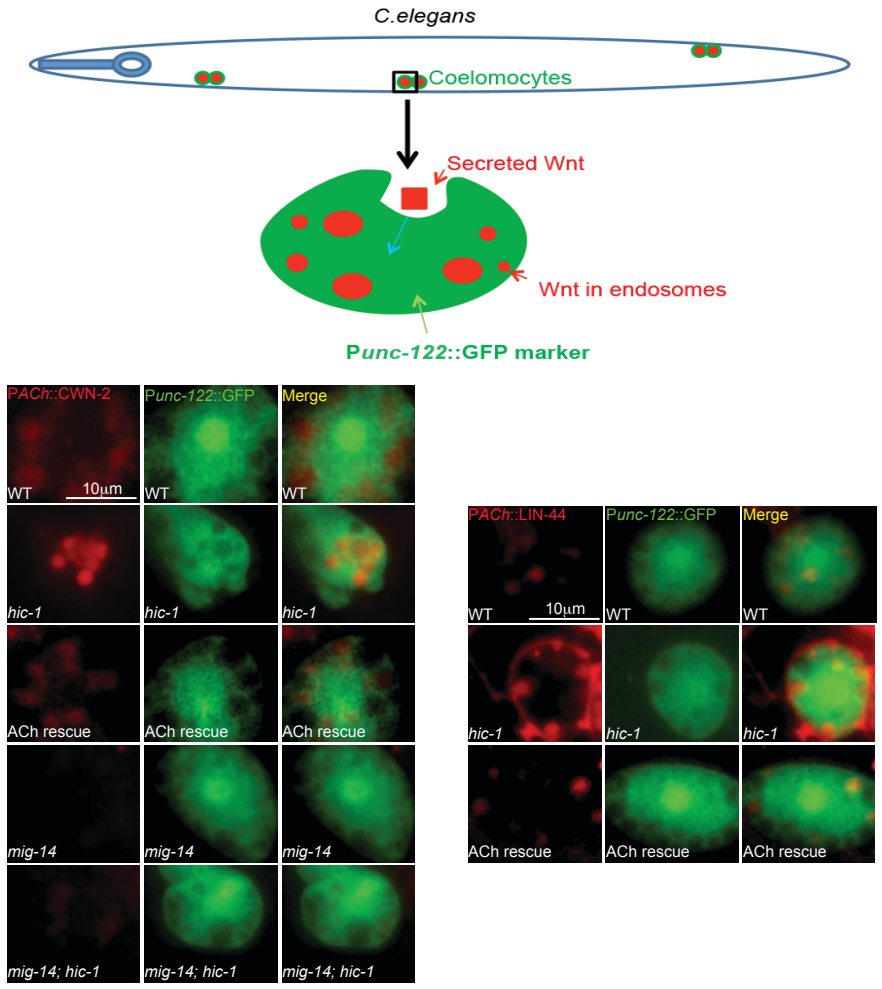 C.elegans
Coelomocytes
Secreted Wnt
Wnt in endosomes
Punc-122::GFP marker
PACh::CWN-2 Punc-122::GFP Merge
WT 10μm WT WT
hic-1 hic-1 hic-1
ACh rescue ACh rescue ACh rescue
mig-14 mig-14 mig-14
mig-14; hic-1 mig-14; hic-1 mig-14; hic-1
PACh::LIN-44 Punc-122::GFP Merge
WT 10μm WT WT
hic-1 hic-1 hic-1
ACh rescue ACh rescue ACh rescue